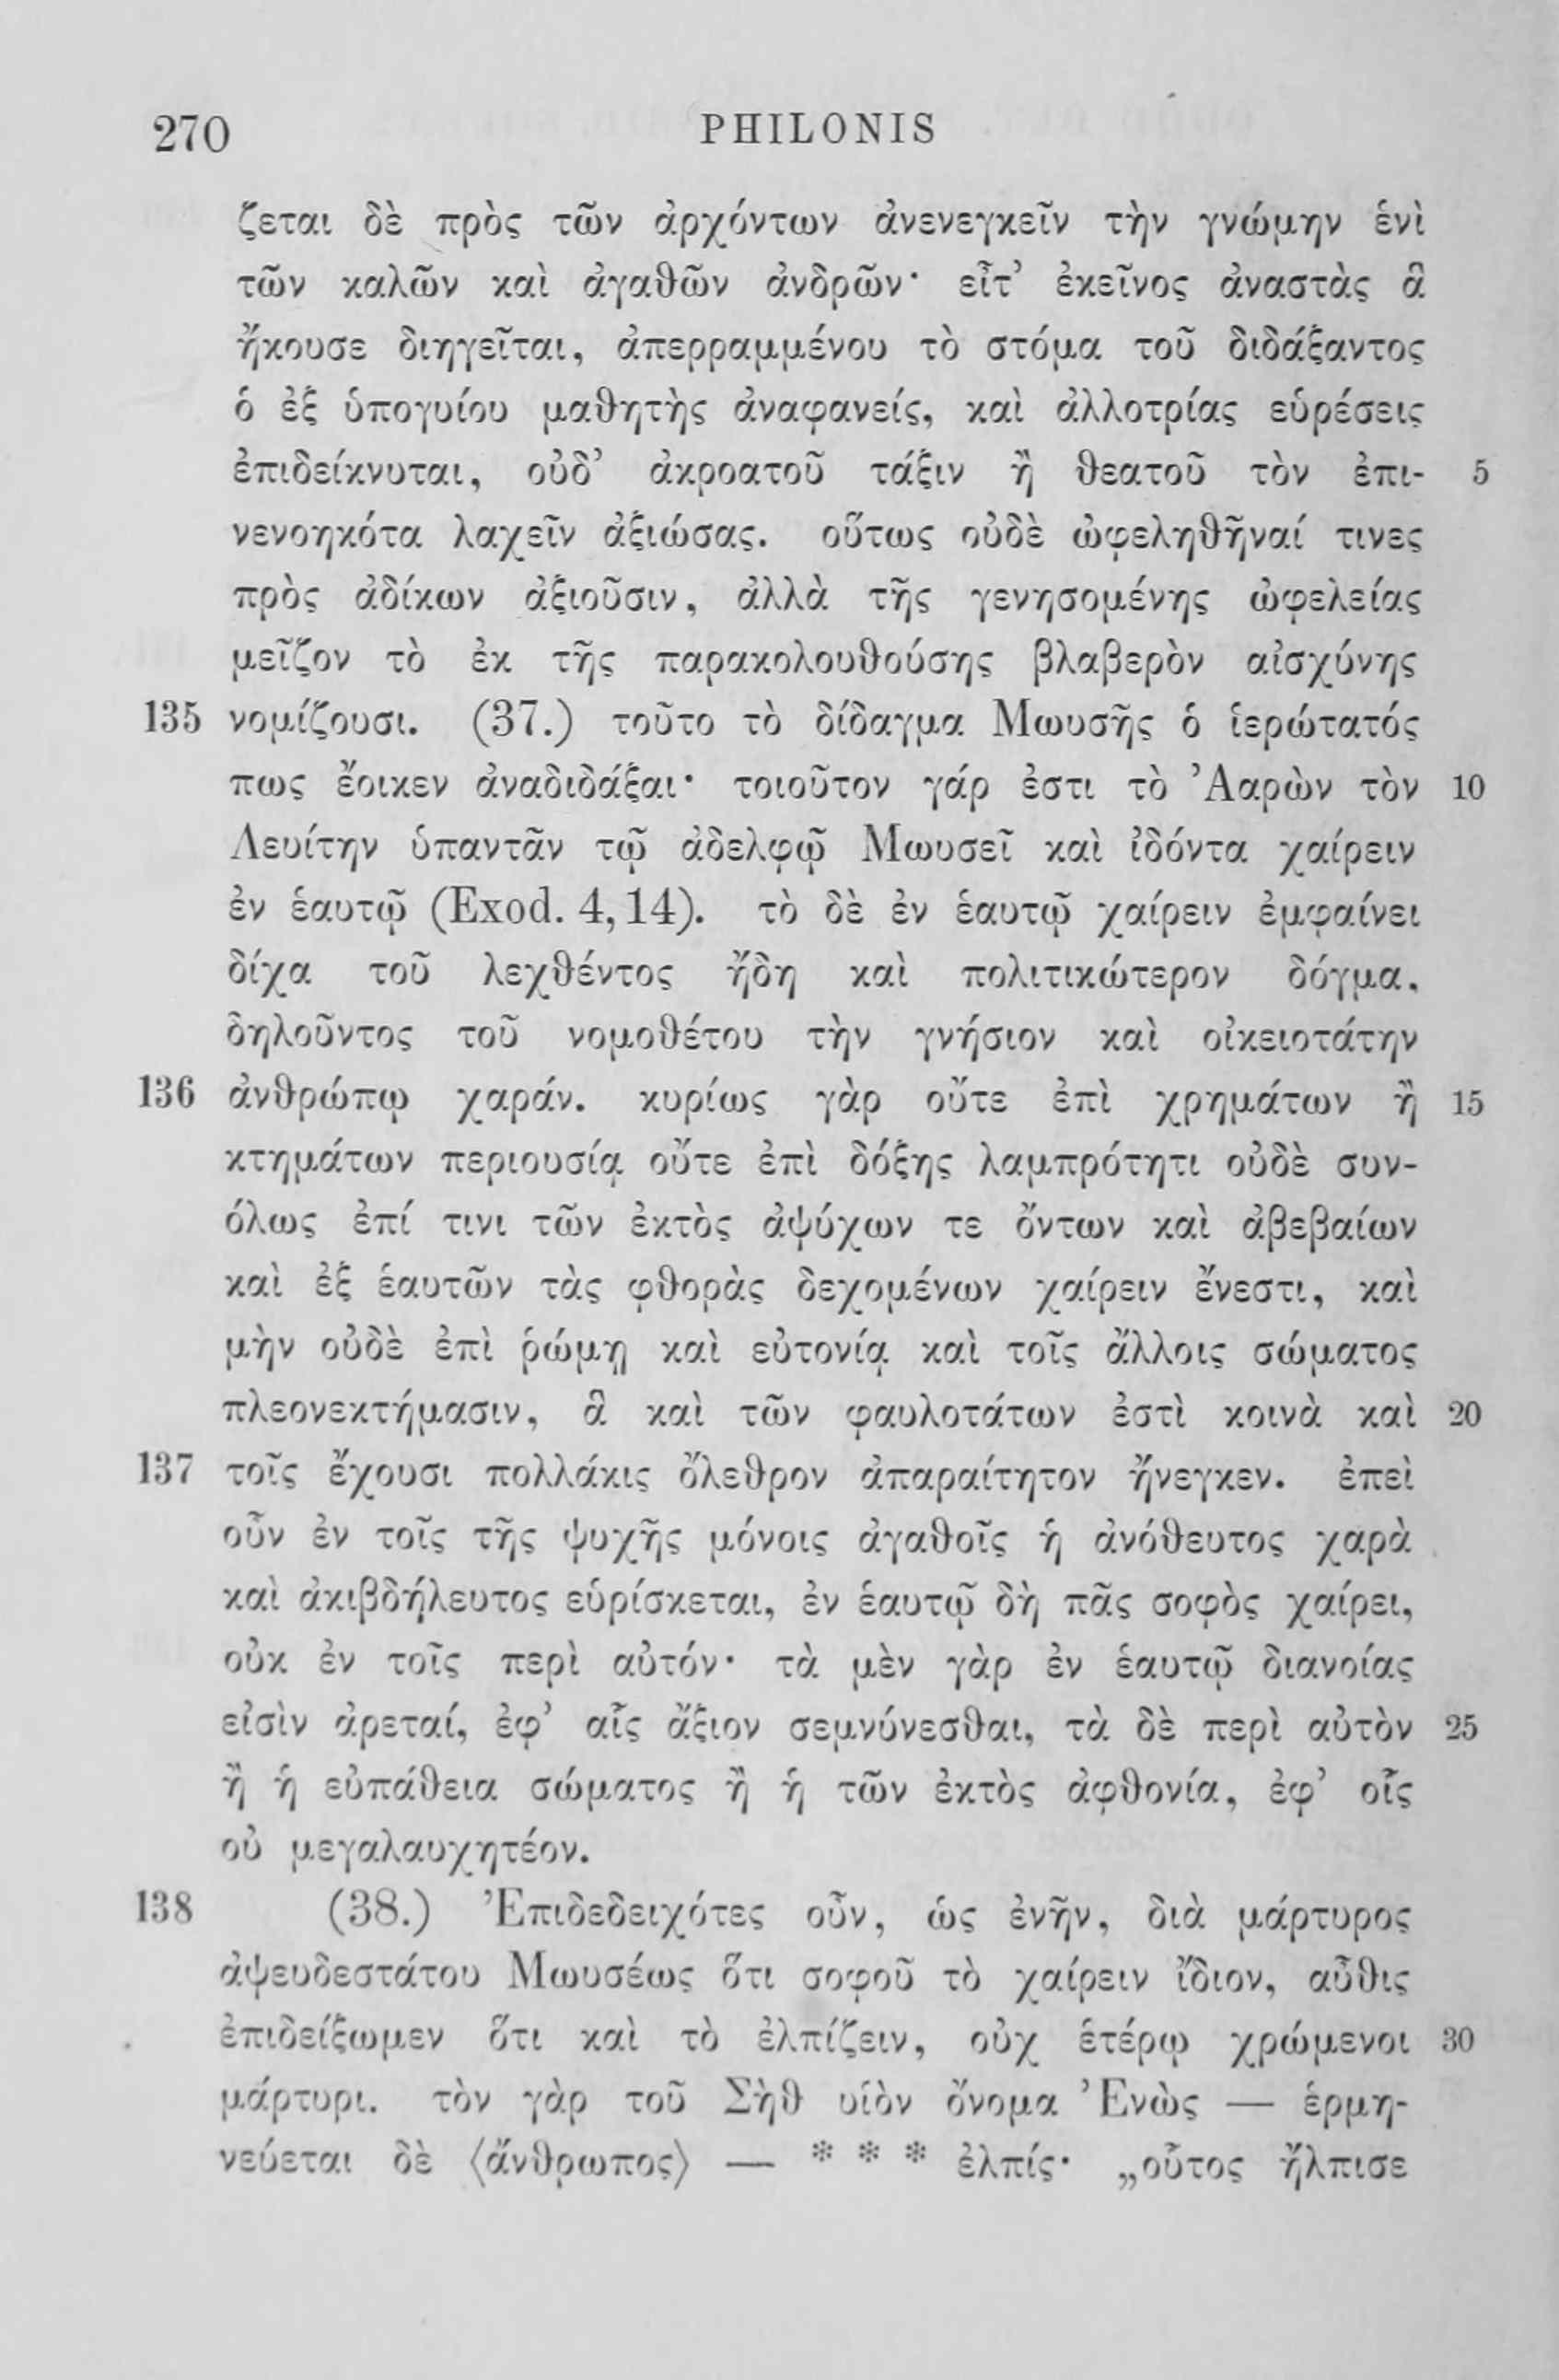 270 PHILONIS
ζεται δὲ πρὸς τῶν ἀρχόντων ἀνενεγκεῖν τὴν γνώμην ἑνὶ
τῶν καλῶν καὶ ἀγαθῶν ἀνδρῶν· εἶτ’ ἐκεῖνος ἀναστὰς ἃ
ἤκουσε διηγεῖται, ἀπερραμμένου τὸ στόμα τοῦ διδάξαντος
ὁ ἐξ ὑπογυίου μαθητὴς ἀναφανείς, καὶ ἀλλοτρίας εὑρέσεις
ἐπιδείκνυται, οὐδ’ ἀκροατοῦ τάξιν ἢ θεατοῦ τὸν ἐπι- 5
νενοηκότα λαχεῖν ἀξιώσας. οὕτως οὐδὲ ὠφεληθῆναί τινες
πρὸς ἀδίκων ἀξιοῦσιν, ἀλλὰ τῆς γενησομένης ὠφελείας
μεῖζον τὸ ἐκ τῆς παρακολουθούσης βλαβερὸν αἰσχύνης
135 νομίζουσι. (37.) τοῦτο τὸ δίδαγμα Μωυσῆς ὁ ἱερώτατός
πως ἔοικεν ἀναδιδάξαι· τοιοῦτον γάρ ἐστι τὸ Ἀαρὼν τὸν 10
Λευίτην ὑπαντᾶν τῷ ἀδελφῷ Μωυσεῖ καὶ ἰδόντα χαίρειν
ἐν ἑαυτῷ (Exod. 4,14). τὸ δὲ ἐν ἑαυτῷ χαίρειν ἐμφαίνει
δίχα τοῦ λεχθέντος ἤδη καὶ πολιτικώτερον δόγμα,
δηλοῦντος τοῦ νομοθέτου τὴν γνήσιον καὶ οἰκειοτάτην
136 ἀνθρώπῳ χαράν. κυρίως γὰρ οὔτε ἐπὶ χρημάτων ἢ 15
κτημάτων περιουσίᾳ οὔτε ἐπὶ δόξης λαμπρότητι οὐδὲ συν-
όλως ἐπί τινι τῶν ἐκτὸς ἀψύχων τε ὄντων καὶ ἀβεβαίων
καὶ ἐξ ἑαυτῶν τὰς φθορὰς δεχομένων χαίρειν ἔνεστι, καὶ
μὴν οὐδὲ ἐπὶ ῥώμῃ καὶ εὐτονίᾳ καὶ τοῖς ἄλλοις σώματος
πλεονεκτήμασιν, ἃ καὶ τῶν φαυλοτάτων ἐστὶ κοινὰ καὶ 20
137 τοῖς ἔχουσι πολλάκις ὄλεθρον ἀπαραίτητον ἤνεγκεν. ἐπεὶ
οὖν ἐν τοῖς τῆς ψυχῆς μόνοις ἀγαθοῖς ἡ ἀνόθευτος χαρὰ
καὶ ἀκιβδήλευτος εὑρίσκεται, ἐν ἑαυτῷ δὴ πᾶς σοφὸς χαίρει,
οὐκ ἐν τοῖς περὶ αὐτόν· τὰ μὲν γὰρ ἐν ἑαυτῷ διανοίας
εἰσὶν ἀρεταί, ἐφ’ αἷς ἄξιον σεμνύνεσθαι, τὰ δὲ περὶ αὐτὸν 25
ἢ ἡ εὐπάθεια σώματος ἢ ἡ τῶν ἐκτὸς ἀφθονία, ἐφ’ οἷς
οὐ μεγαλαυχητέον.
138 (38.) Ἐπιδεδειχότες οὖν, ὡς ἐνῆν, διὰ μάρτυρος
ἀψευδεστάτου Μωυσέως ὅτι σοφοῦ τὸ χαίρειν ἴδιον, αὖθις
ἐπιδείξωμεν ὅτι καὶ τὸ ἐλπίζειν, οὐχ ἑτέρῳ χρώμενοι 30
μάρτυρι. τὸν γὰρ τοῦ Σὴθ υἱὸν ὄνομα Ἐνὼς — ἑρμη-
νεύεται δὲ ⟨ἄνθρωπος⟩ — * * * ἐλπίς· „οὗτος ἤλπισε